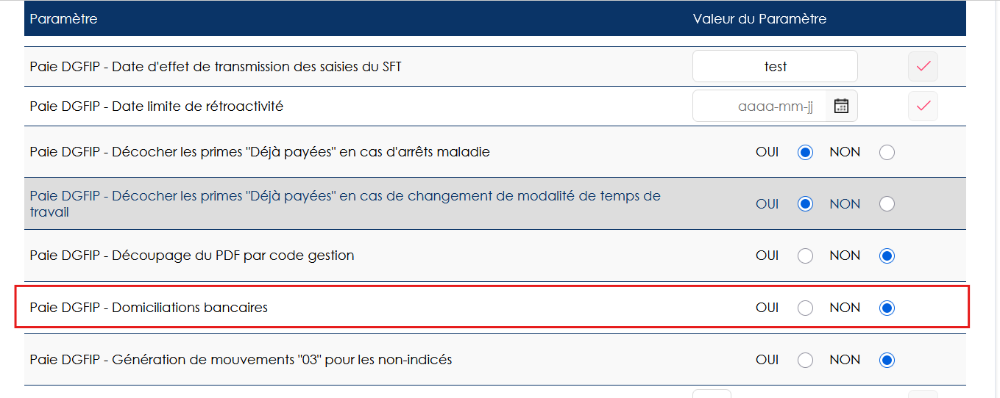 Paramètre Valeur du Paramètre
Paie DGFIP - Date d'effet de transmission des saisies du SFT test
Paie DGFIP - Date limite de rétroactivité aaaa-mm-jj
Paie DGFIP - Décocher les primes "Déjà payées" en cas d'arrêts maladie OUI NON
Paie DGFIP - Décocher les primes "Déjà payées" en cas de changement de modalité de temps de
travail OUI NON
Paie DGFIP - Découpage du PDF par code gestion OUI NON
Paie DGFIP - Domiciliations bancaires OUI NON
Paie DGFIP - Génération de mouvements "03" pour les non-indicés OUI NON